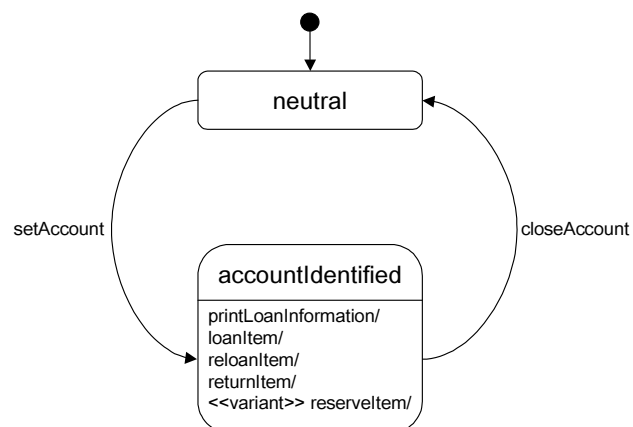 neutral
setAccount
closeAccount
accountIdentified
printLoanInformation/
loanItem/
reloanItem/
returnItem/
<<variant>> reserveItem/